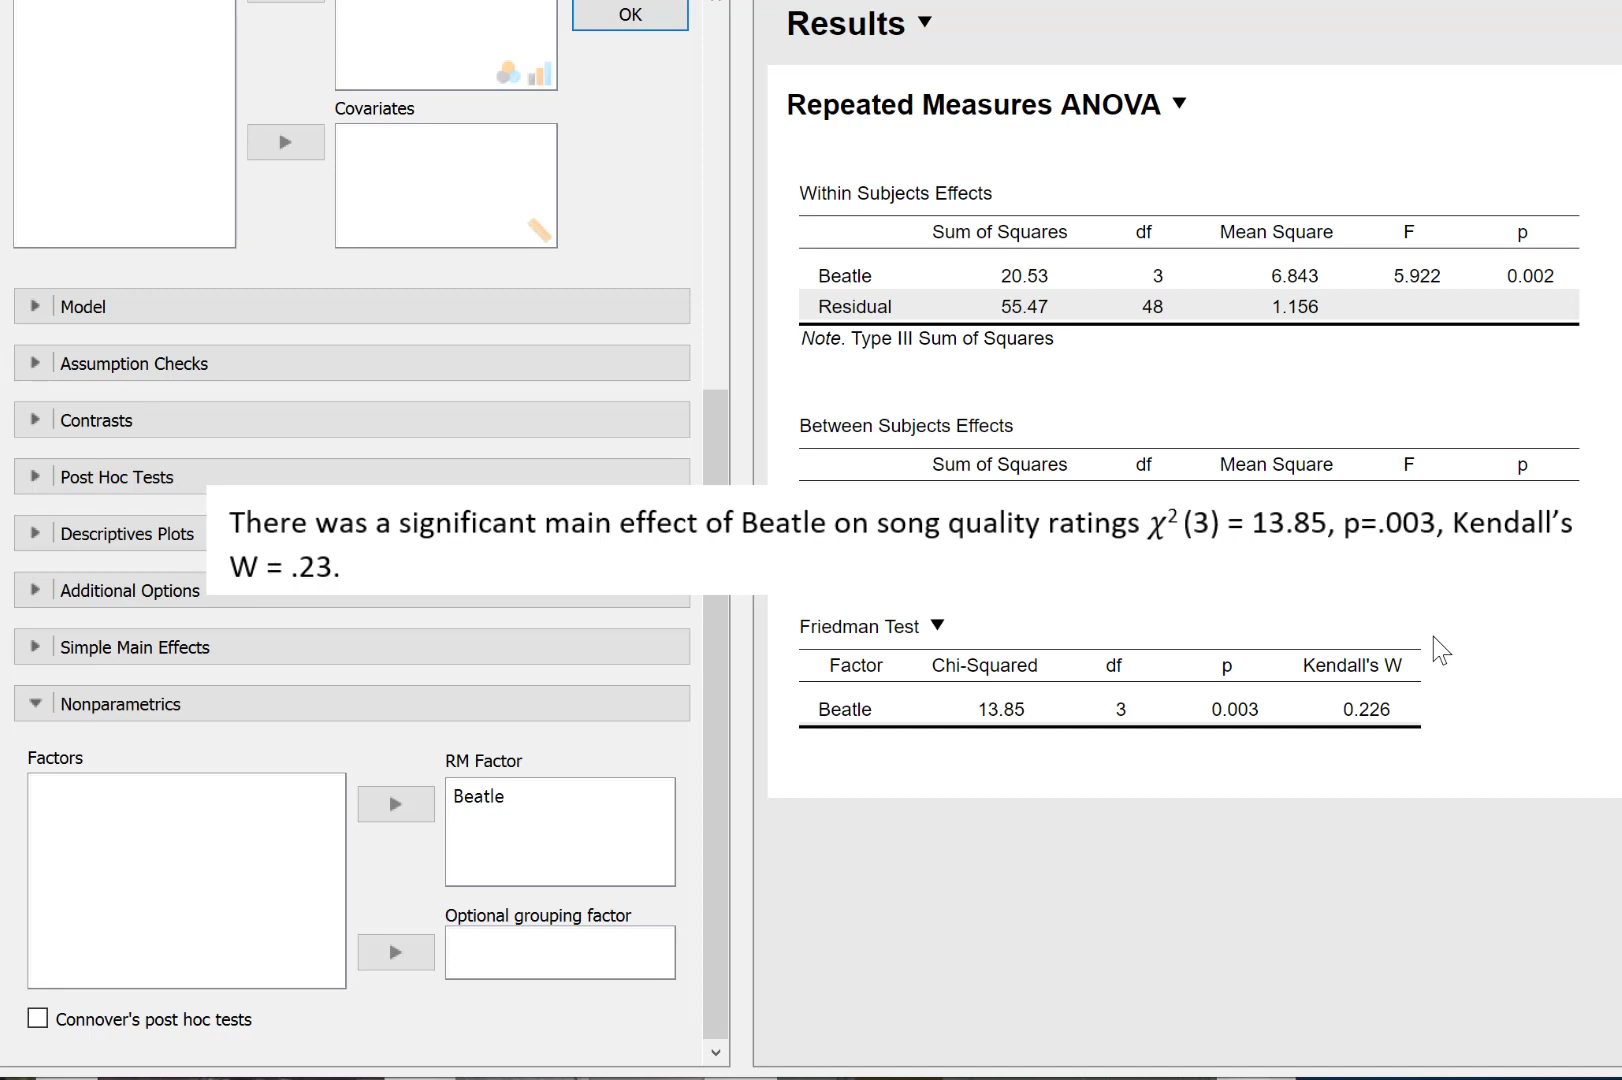 OK
Covariates
Model
Assumption Checks
Contrasts
Post Hoc Tests
Descriptives Plots
Additional Options
Simple Main Effects
Nonparametrics
Factors
RM Factor
Beatle
Optional grouping factor
Connover's post hoc tests
Results
Repeated Measures ANOVA
Within Subjects Effects
Sum of Squares df Mean Square F p
Beatle 20.53 3 6.843 5.922 0.002
Residual 55.47 48 1.156
Note. Type III Sum of Squares
Between Subjects Effects
Sum of Squares df Mean Square F p
There was a significant main effect of Beatle on song quality ratings χ² (3) = 13.85, p=.003, Kendall’s
W = .23.
Friedman Test
Factor Chi-Squared df p Kendall's W
Beatle 13.85 3 0.003 0.226